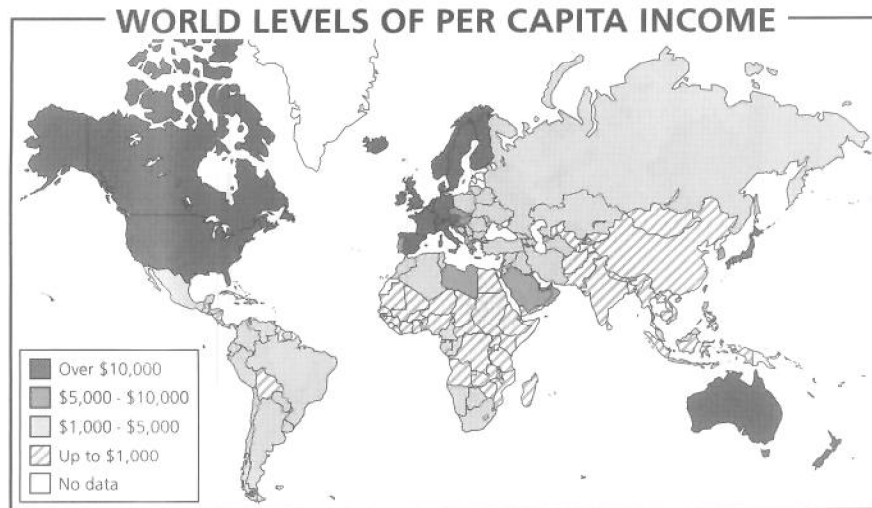 WORLD LEVELS OF PER CAPITA INCOME
Over $10,000
$5,000 - $10,000
$1,000 - $5,000
Up to $1,000
No data